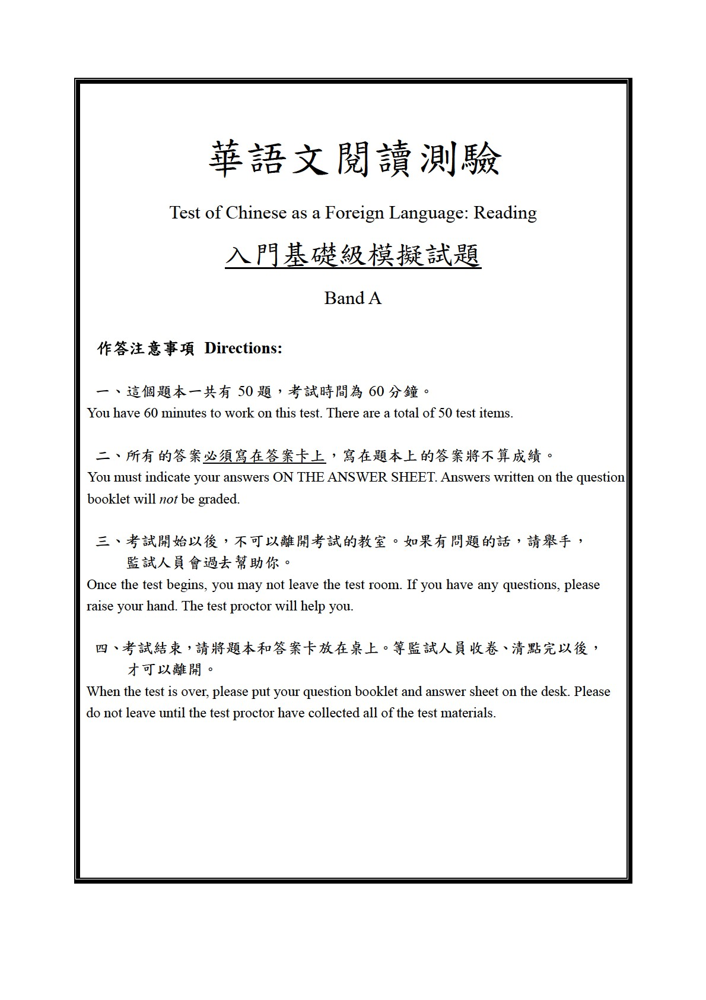 華語文閱讀測驗
Test of Chinese as a Foreign Language: Reading
入門基礎級模擬試題
Band A
作答注意事項 Directions:
一、這個題本一共有 50 題，考試時間為 60 分鐘。
You have 60 minutes to work on this test. There are a total of 50 test items.
二、所有的答案必須寫在答案卡上，寫在題本上的答案將不算成績。
You must indicate your answers ON THE ANSWER SHEET. Answers written on the question
booklet will not be graded.
三、考試開始以後，不可以離開考試的教室。如果有問題的話，請舉手，
監試人員會過去幫助你。
Once the test begins, you may not leave the test room. If you have any questions, please
raise your hand. The test proctor will help you.
四、考試結束，請將題本和答案卡放在桌上。等監試人員收卷、清點完以後，
才可以離開。
When the test is over, please put your question booklet and answer sheet on the desk. Please
do not leave until the test proctor have collected all of the test materials.